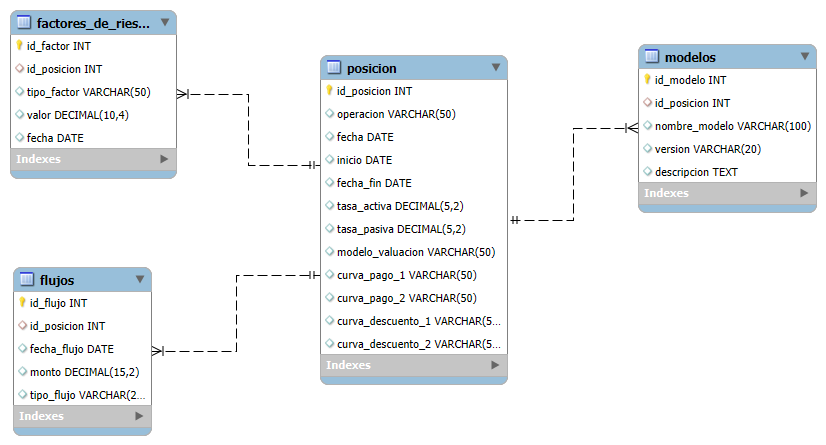 factores_de_ries...
id_factor INT
id_posicion INT
tipo_factor VARCHAR(50)
valor DECIMAL(10,4)
fecha DATE
Indexes
posicion
id_posicion INT
operacion VARCHAR(50)
fecha DATE
inicio DATE
fecha_fin DATE
tasa_activa DECIMAL(5,2)
tasa_pasiva DECIMAL(5,2)
modelo_valuacion VARCHAR(50)
curva_pago_1 VARCHAR(50)
curva_pago_2 VARCHAR(50)
curva_descuento_1 VARCHAR(5...
curva_descuento_2 VARCHAR(5...
Indexes
modelos
id_modelo INT
id_posicion INT
nombre_modelo VARCHAR(100)
version VARCHAR(20)
descripcion TEXT
Indexes
flujos
id_flujo INT
id_posicion INT
fecha_flujo DATE
monto DECIMAL(15,2)
tipo_flujo VARCHAR(2...
Indexes